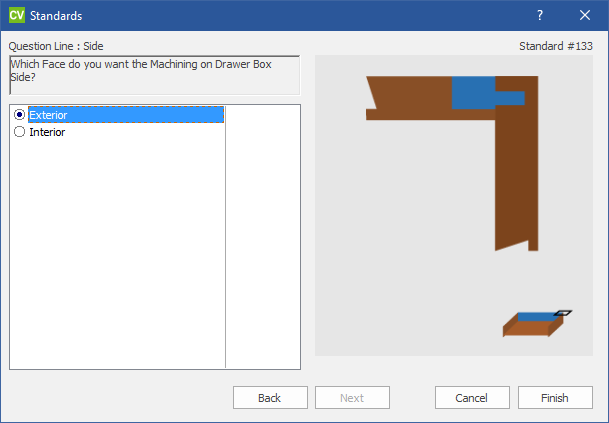 CV Standards ?
Question Line : Side
Standard #133
Which Face do you want the Machining on Drawer Box
Side?
Exterior
Interior
Back Next Cancel Finish